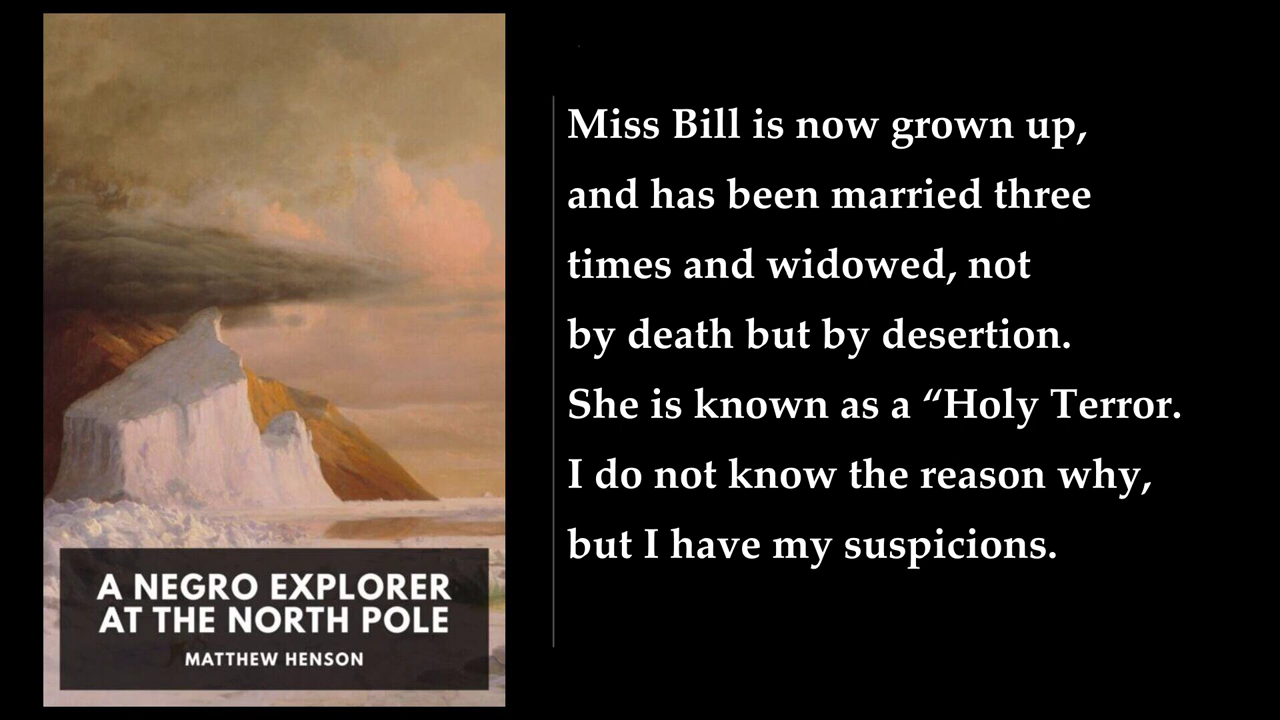 Miss Bill is now grown up,
and has been married three
times and widowed, not
by death but by desertion.
She is known as a “Holy Terror.
I do not know the reason why,
but I have my suspicions.
A NEGRO EXPLORER
AT THE NORTH POLE
MATTHEW HENSON